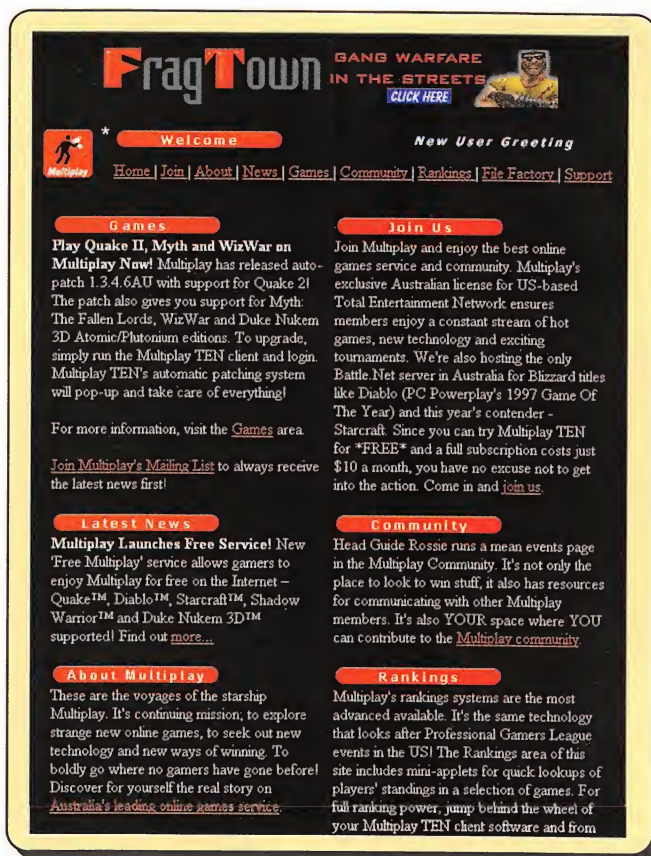 FragTown
GANG WARFARE
IN THE STREETS
CLICK HERE
Multiplay
*
Welcome
New User Greeting
Home | Join | About | News | Games | Community | Rankings | File Factory | Support
Games
Play Quake II, Myth and WizWar on
Multiplay Now! Multiplay has released auto-
patch 1.3.4.6AU with support for Quake 2!
The patch also gives you support for Myth:
The Fallen Lords, WizWar and Duke Nukem
3D Atomic/Plutonium editions. To upgrade,
simply run the Multiplay TEN client and login.
Multiplay TEN's automatic patching system
will pop-up and take care of everything!
For more information, visit the Games area.
Join Multiplay's Mailing List to always receive
the latest news first!
Latest News
Multiplay Launches Free Service! New
'Free Multiplay' service allows gamers to
enjoy Multiplay for free on the Internet –
Quake™, Diablo™, Starcraft™, Shadow
Warrior™ and Duke Nukem 3D™
supported! Find out more...
About Multiplay
These are the voyages of the starship
Multiplay. It's continuing mission; to explore
strange new online games, to seek out new
technology and new ways of winning. To
boldly go where no gamers have gone before!
Discover for yourself the real story on
Australia's leading online games service.
Join Us
Join Multiplay and enjoy the best online
games service and community. Multiplay's
exclusive Australian license for US-based
Total Entertainment Network ensures
members enjoy a constant stream of hot
games, new technology and exciting
tournaments. We're also hosting the only
Battle.Net server in Australia for Blizzard titles
like Diablo (PC Powerplay's 1997 Game Of
The Year) and this year's contender -
Starcraft. Since you can try Multiplay TEN
for *FREE* and a full subscription costs just
$10 a month, you have no excuse not to get
into the action. Come in and join us.
Community
Head Guide Rossie runs a mean events page
in the Multiplay Community. It's not only the
place to look to win stuff, it also has resources
for communicating with other Multiplay
members. It's also YOUR space where YOU
can contribute to the Multiplay community.
Rankings
Multiplay's rankings systems are the most
advanced available. It's the same technology
that looks after Professional Gamers League
events in the US! The Rankings area of this
site includes mini-applets for quick lookups of
players' standings in a selection of games. For
full ranking power, jump behind the wheel of
your Multiplay TEN client software and from